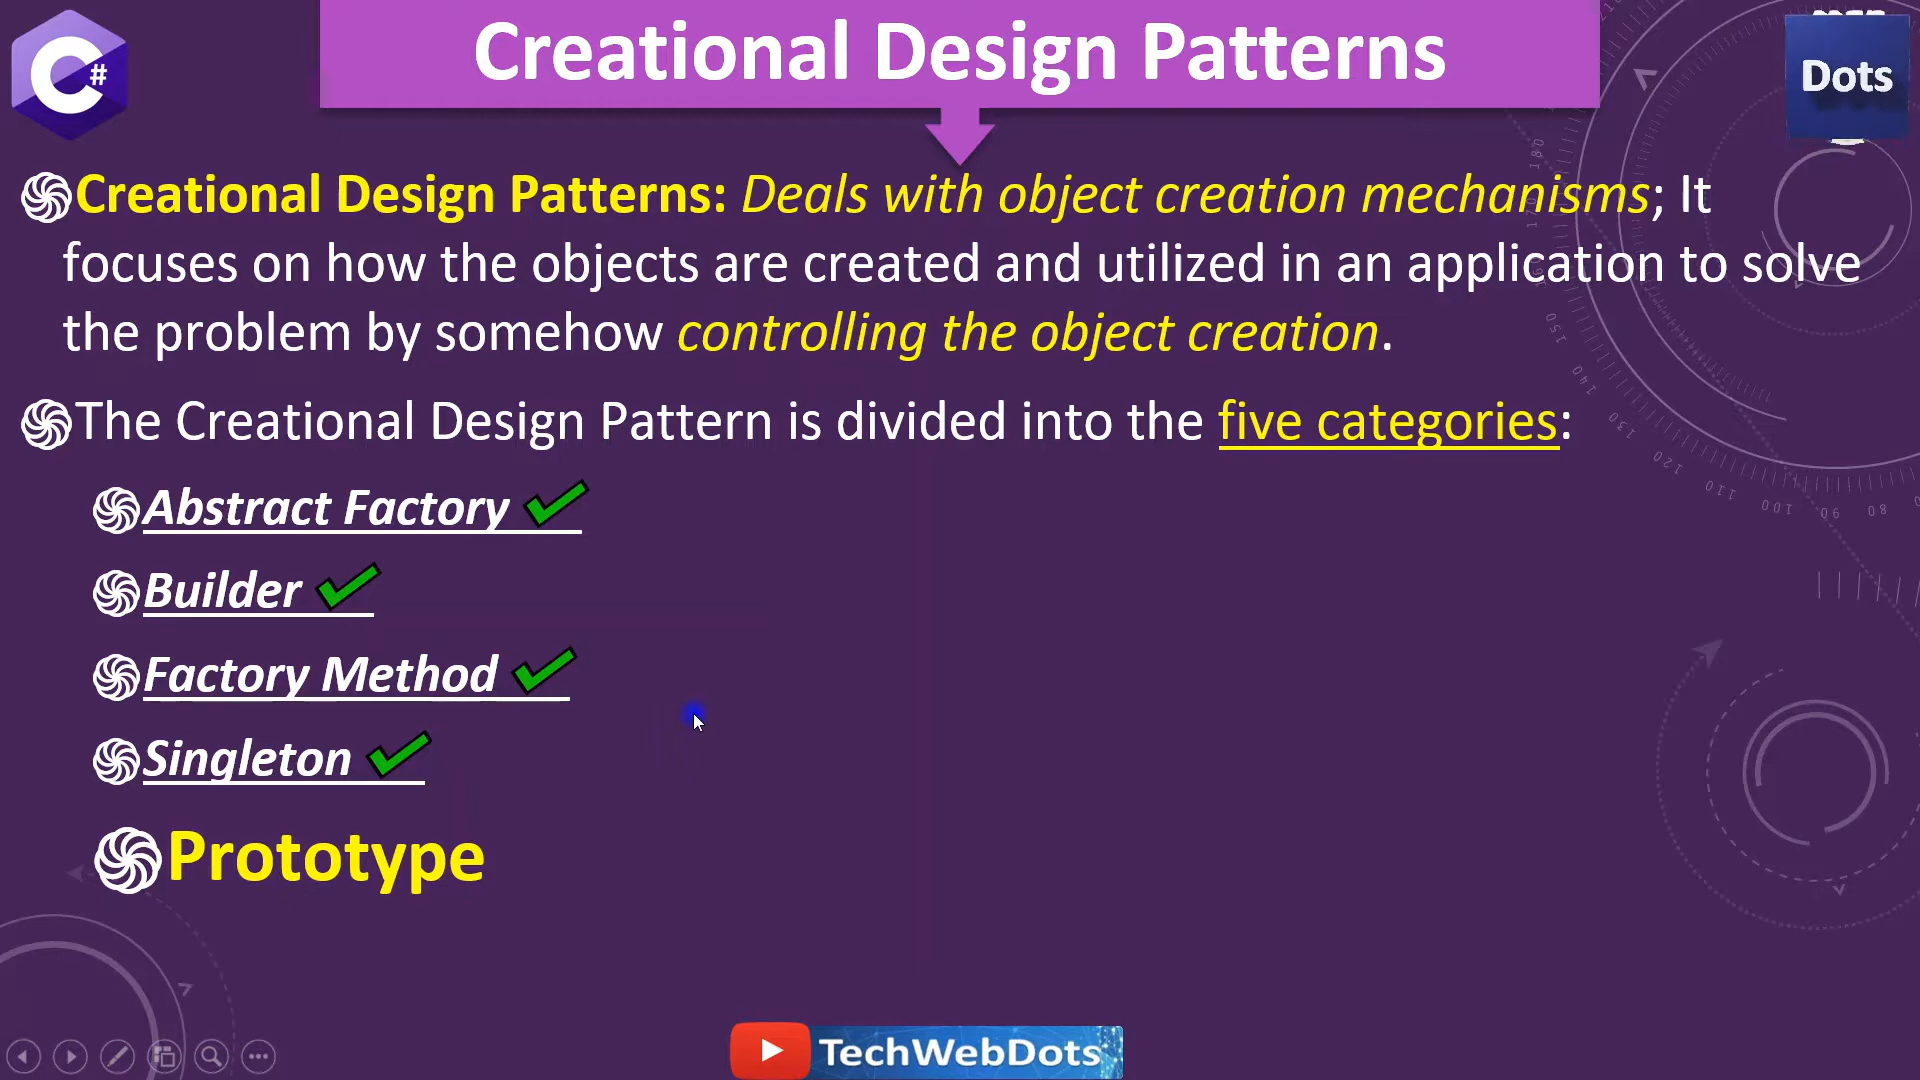 Creational Design Patterns
C#
Dots
Creational Design Patterns: Deals with object creation mechanisms; It
focuses on how the objects are created and utilized in an application to solve
the problem by somehow controlling the object creation.
The Creational Design Pattern is divided into the five categories:
Abstract Factory
Builder
Factory Method
Singleton
Prototype
TechWebDots